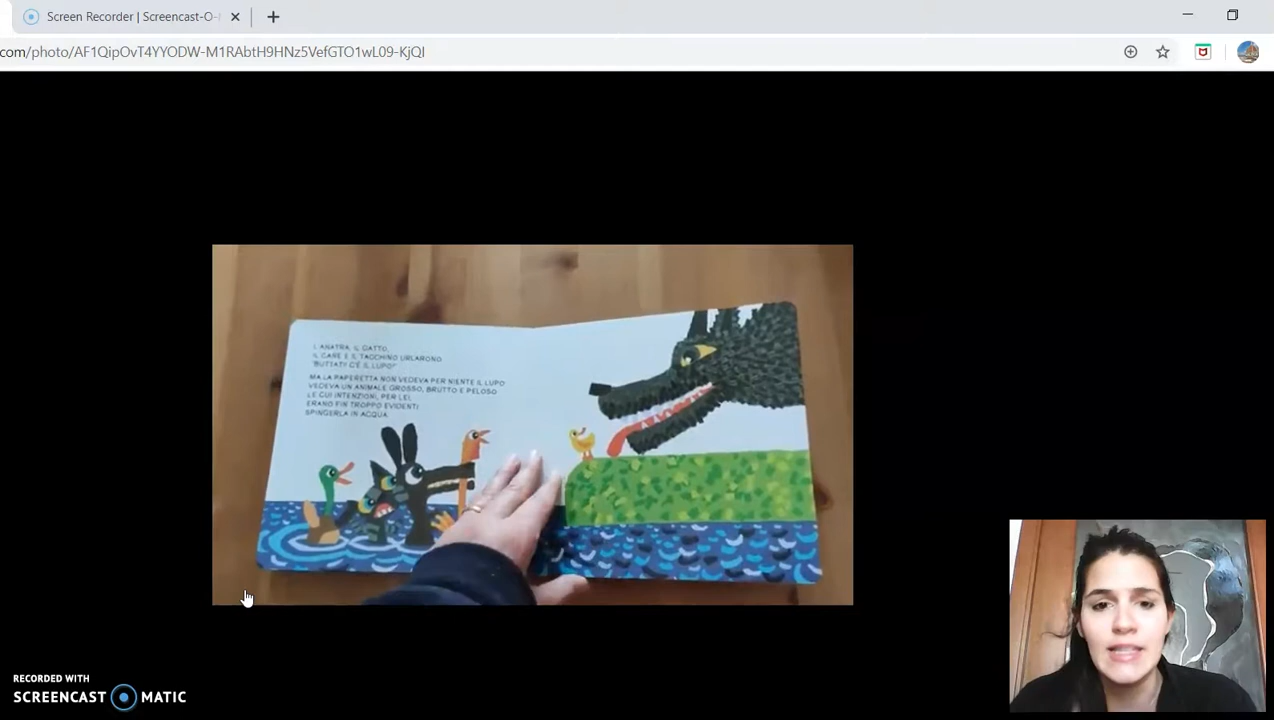 Screen Recorder | Screencast-O-
com/photo/AF1QipOvT4YYODW-M1RAbtH9HNz5VefGTO1wL09-KjQI
L'ANATRA, IL GATTO,
IL CANE E IL TACCHINO URLARONO
"BUTTATI! C'È IL LUPO!"
MA LA PAPERETTA NON VEDEVA PER NIENTE IL LUPO
VEDEVA UN ANIMALE GROSSO, BRUTTO E PELOSO
LE CUI INTENZIONI, PER LEI,
ERANO FIN TROPPO EVIDENTI
SPINGERLA IN ACQUA.
RECORDED WITH
SCREENCAST MATIC